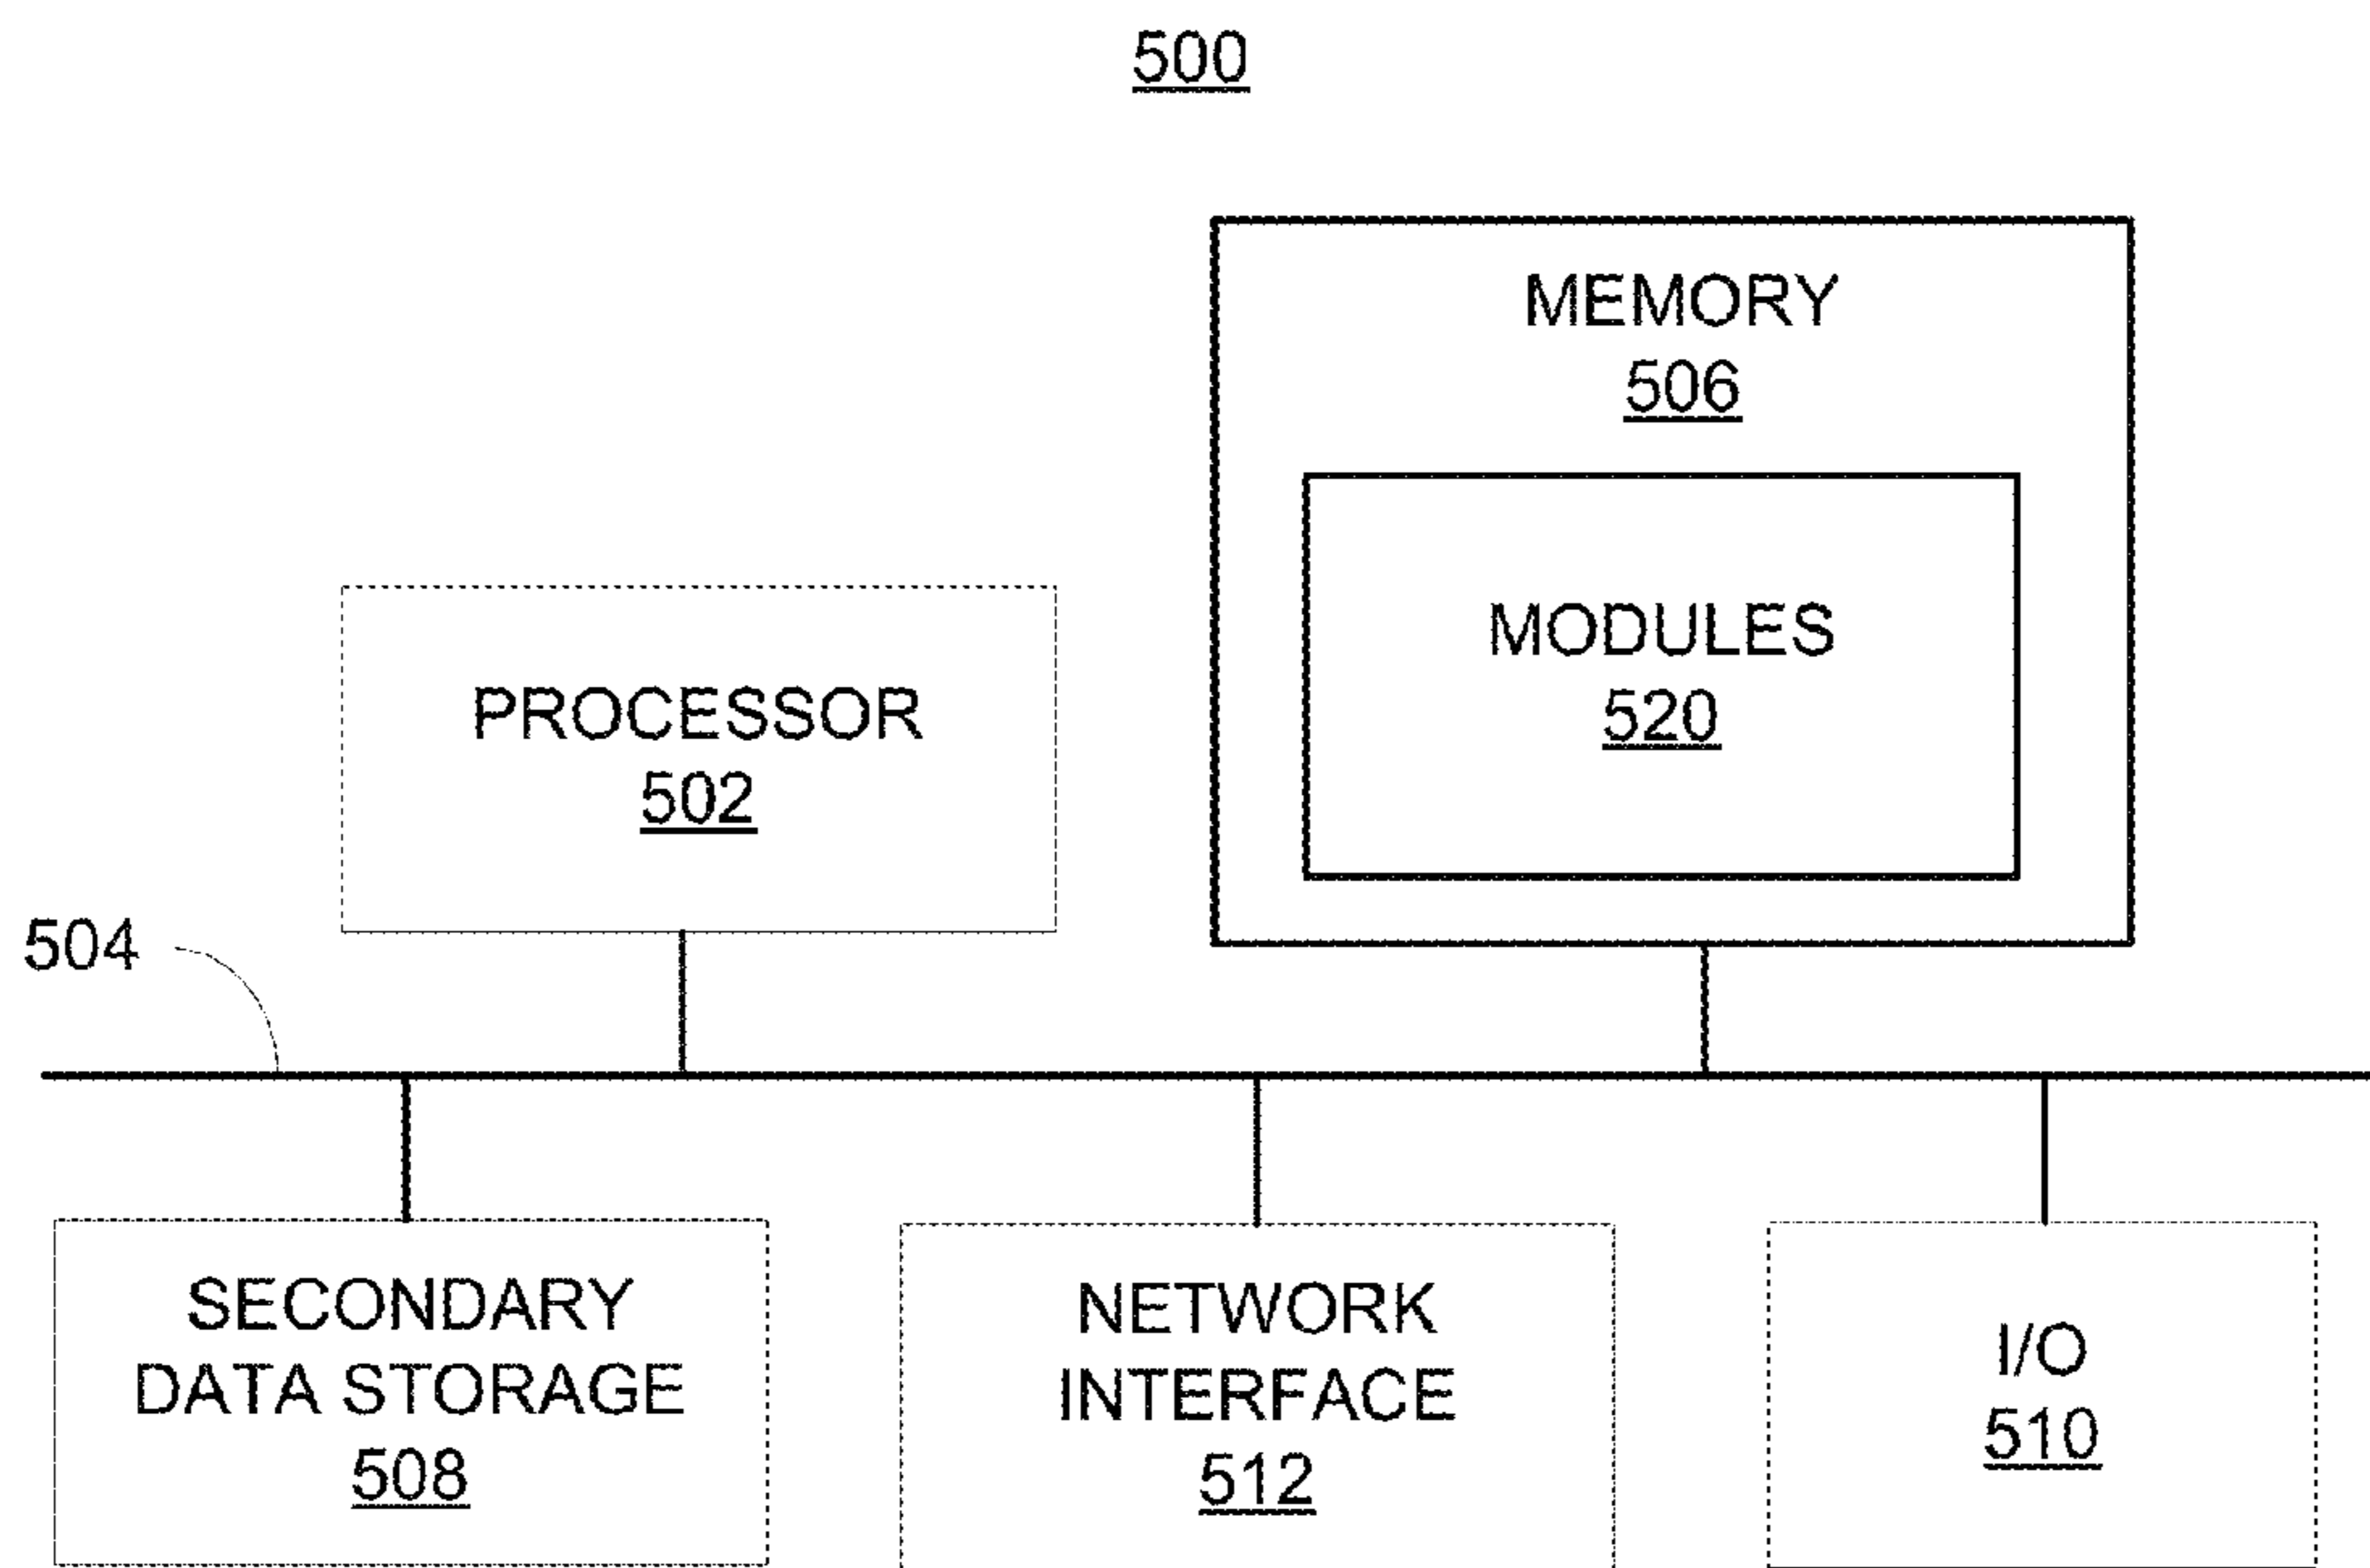 500
MEMORY
506
MODULES
520
PROCESSOR
502
504
SECONDARY
DATA STORAGE
508
NETWORK
INTERFACE
512
I/O
510